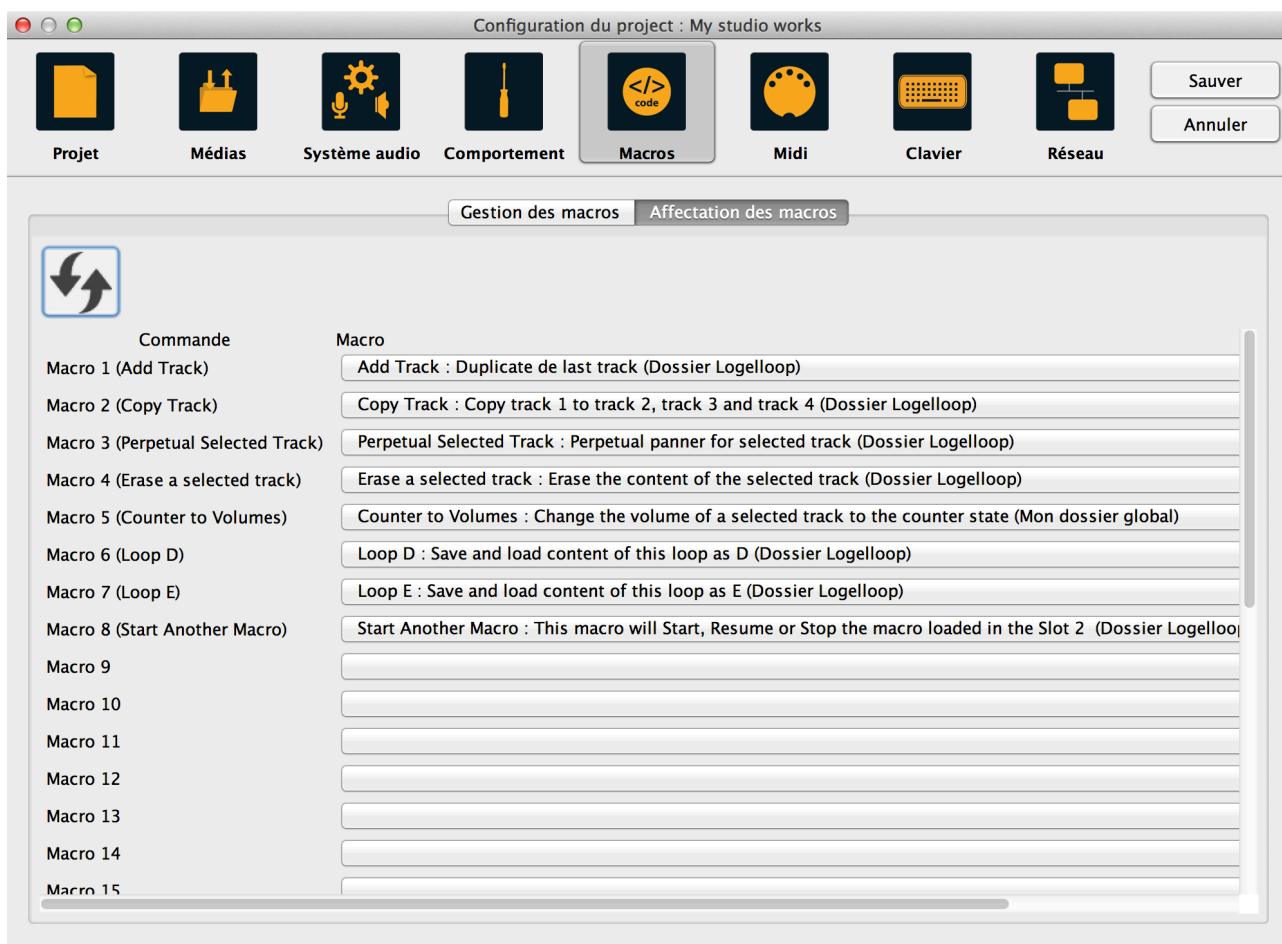 Configuration du project : My studio works
</> code
Projet Médias Système audio Comportement Macros Midi Clavier Réseau
Sauver
Annuler
Gestion des macros Affectation des macros
Commande Macro
Macro 1 (Add Track) Add Track : Duplicate de last track (Dossier Logelloop)
Macro 2 (Copy Track) Copy Track : Copy track 1 to track 2, track 3 and track 4 (Dossier Logelloop)
Macro 3 (Perpetual Selected Track) Perpetual Selected Track : Perpetual panner for selected track (Dossier Logelloop)
Macro 4 (Erase a selected track) Erase a selected track : Erase the content of the selected track (Dossier Logelloop)
Macro 5 (Counter to Volumes) Counter to Volumes : Change the volume of a selected track to the counter state (Mon dossier global)
Macro 6 (Loop D) Loop D : Save and load content of this loop as D (Dossier Logelloop)
Macro 7 (Loop E) Loop E : Save and load content of this loop as E (Dossier Logelloop)
Macro 8 (Start Another Macro) Start Another Macro : This macro will Start, Resume or Stop the macro loaded in the Slot 2 (Dossier Logelloo
Macro 9
Macro 10
Macro 11
Macro 12
Macro 13
Macro 14
Macro 15